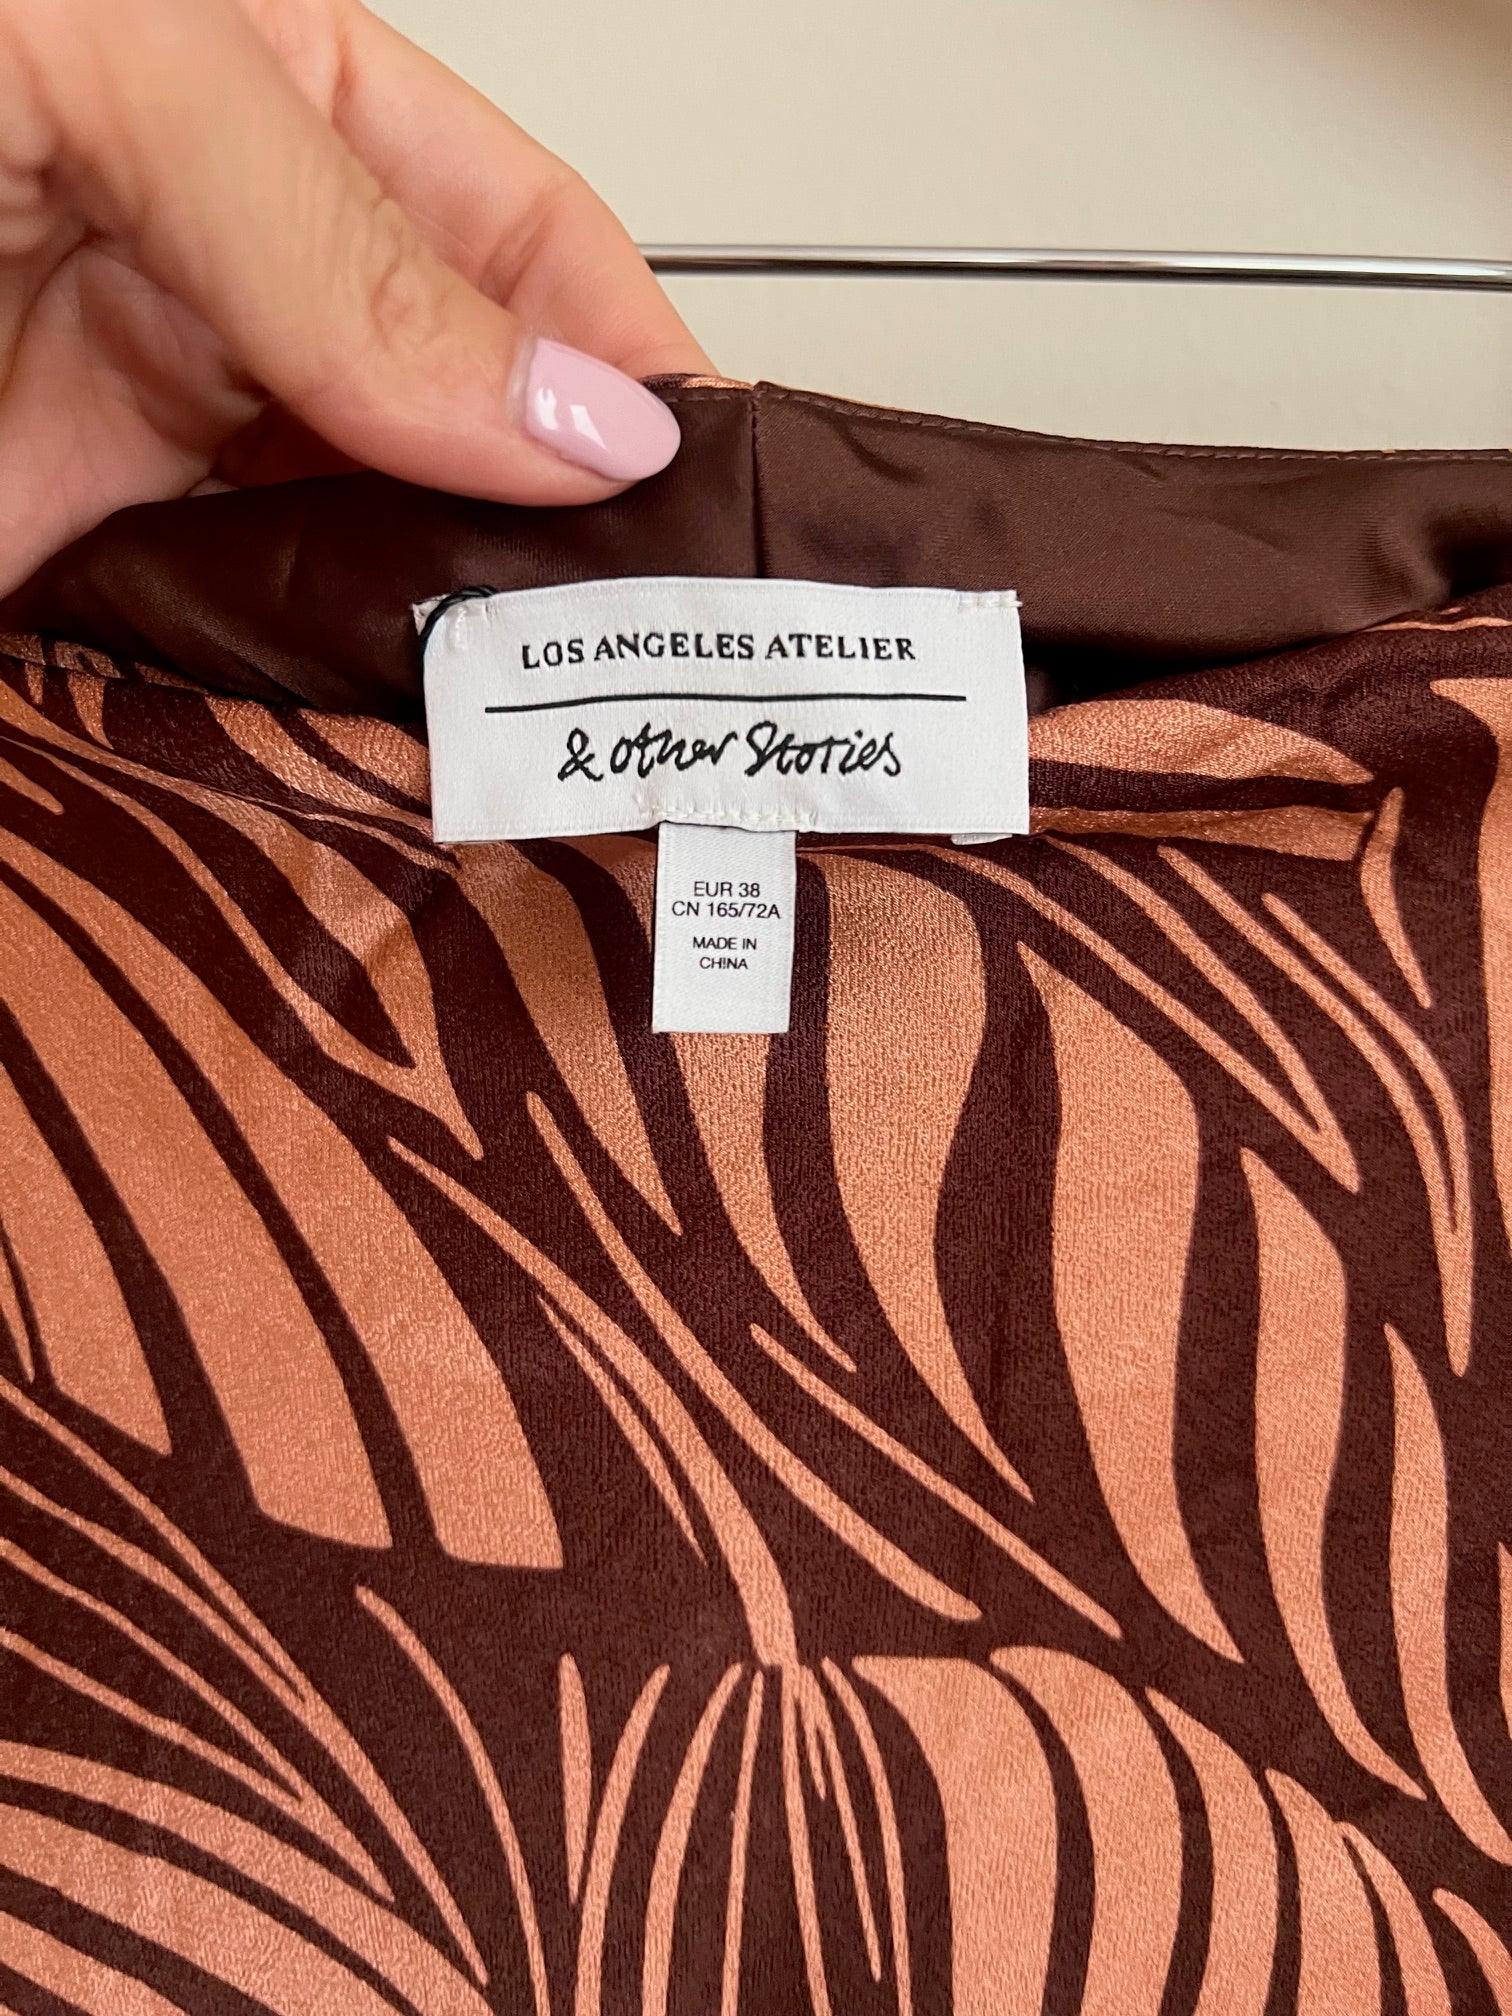 LOS ANGELES ATELIER
& other Stories
EUR 38
CN 165/72A
MADE IN
CHINA